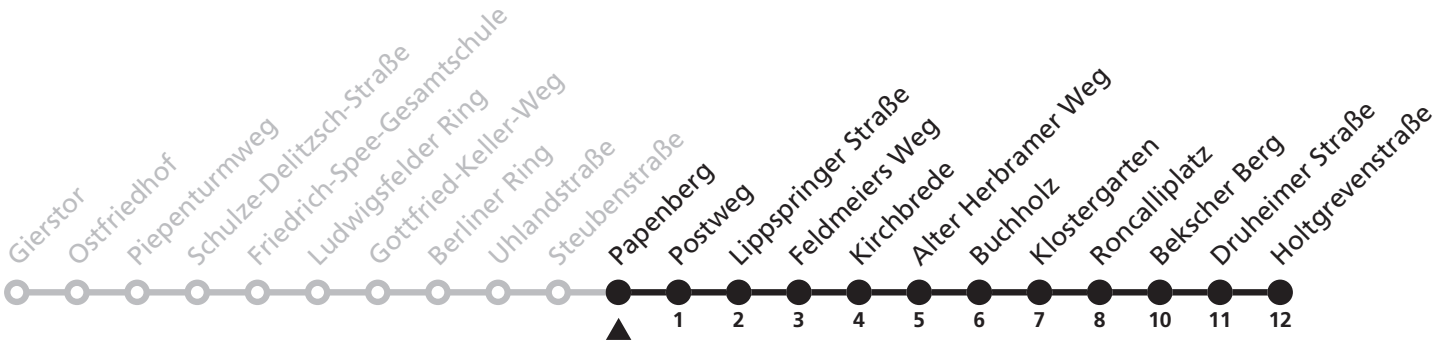 Gierstor
Ostfriedhof
Piepenturmweg
Schulze-Delitzsch-Straße
Friedrich-Spee-Gesamtschule
Ludwigsfelder Ring
Gottfried-Keller-Weg
Berliner Ring
Uhlandstraße
Steubenstraße
Papenberg
Postweg
Lippspringer Straße
Feldmeiers Weg
Kirchbrede
Alter Herbramer Weg
Buchholz
Klostergarten
Roncalliplatz
Bekscher Berg
Druheimer Straße
Holtgrevenstraße
1 2 3 4 5 6 7 8 10 11 12